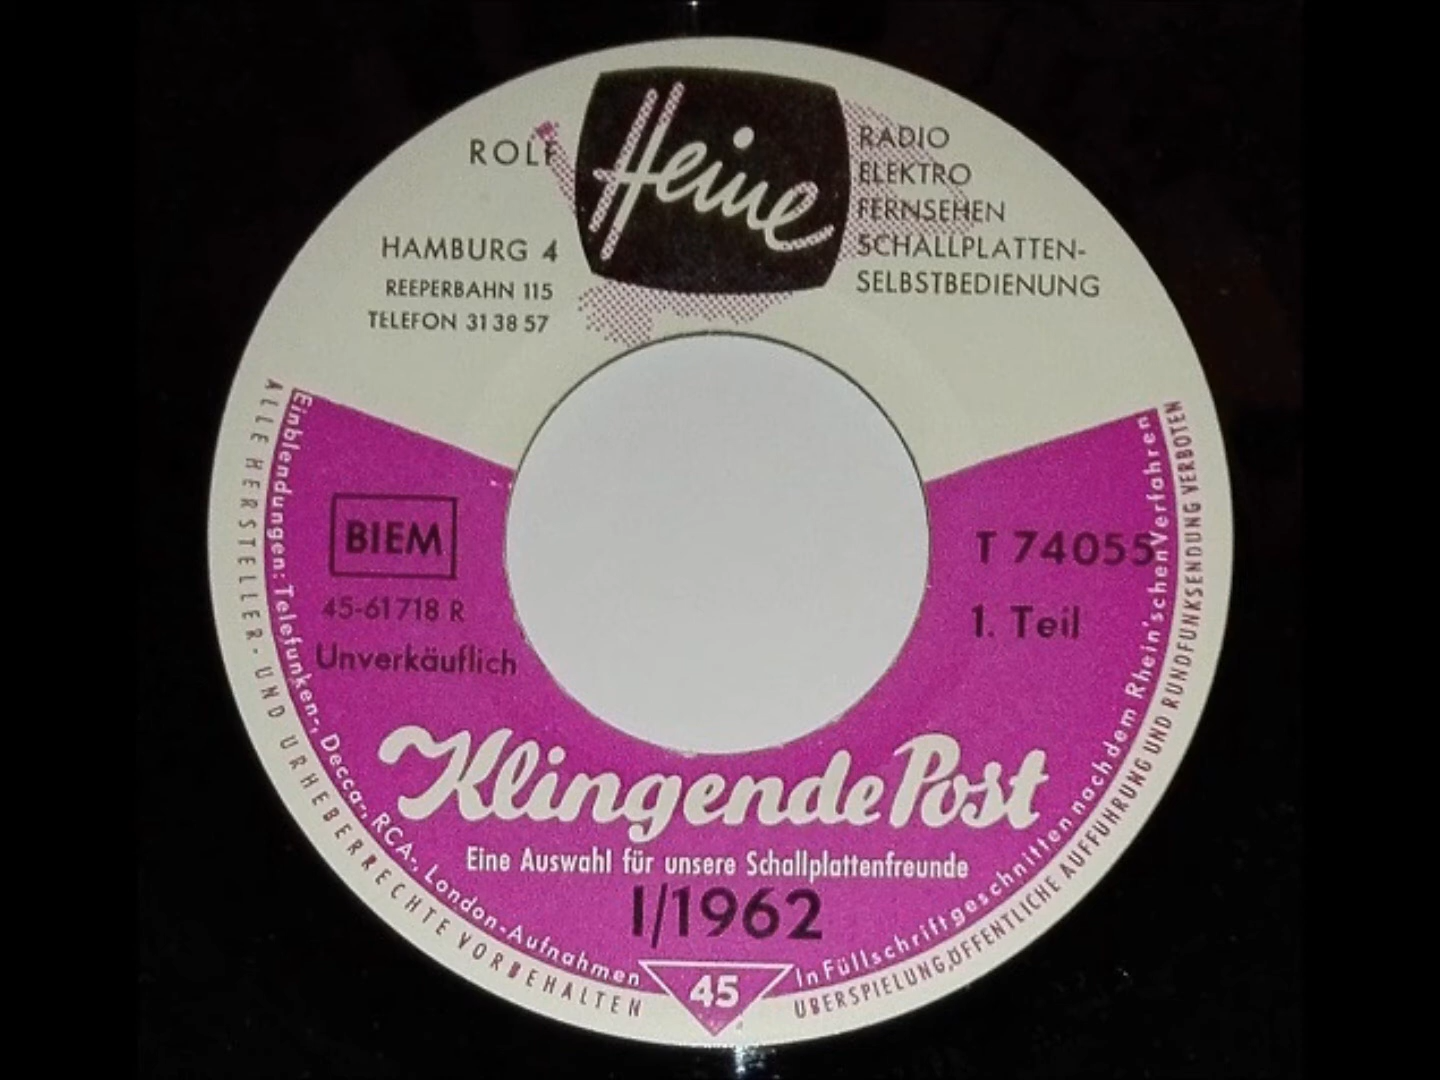 ROLF
Heine
RADIO
ELEKTRO
FERNSEHEN
SCHALLPLATTEN-
SELBSTBEDIENUNG
HAMBURG 4
REEPERBAHN 115
TELEFON 31 38 57
BIEM
45-61718 R
Unverkäuflich
T 74055
1. Teil
Klingende Post
Eine Auswahl für unsere Schallplattenfreunde
I/1962
45
Einblendungen: Telefunken-, Decca-, RCA-, London-Aufnahmen
In Füllschrift geschnitten nach dem Rhein'schen Verfahren
ALLE HERSTELLER- UND URHEBERRECHTE VORBEHALTEN
ÜBERSPIELUNG, ÖFFENTLICHE AUFFÜHRUNG UND RUNDFUNKSENDUNG VERBOTEN